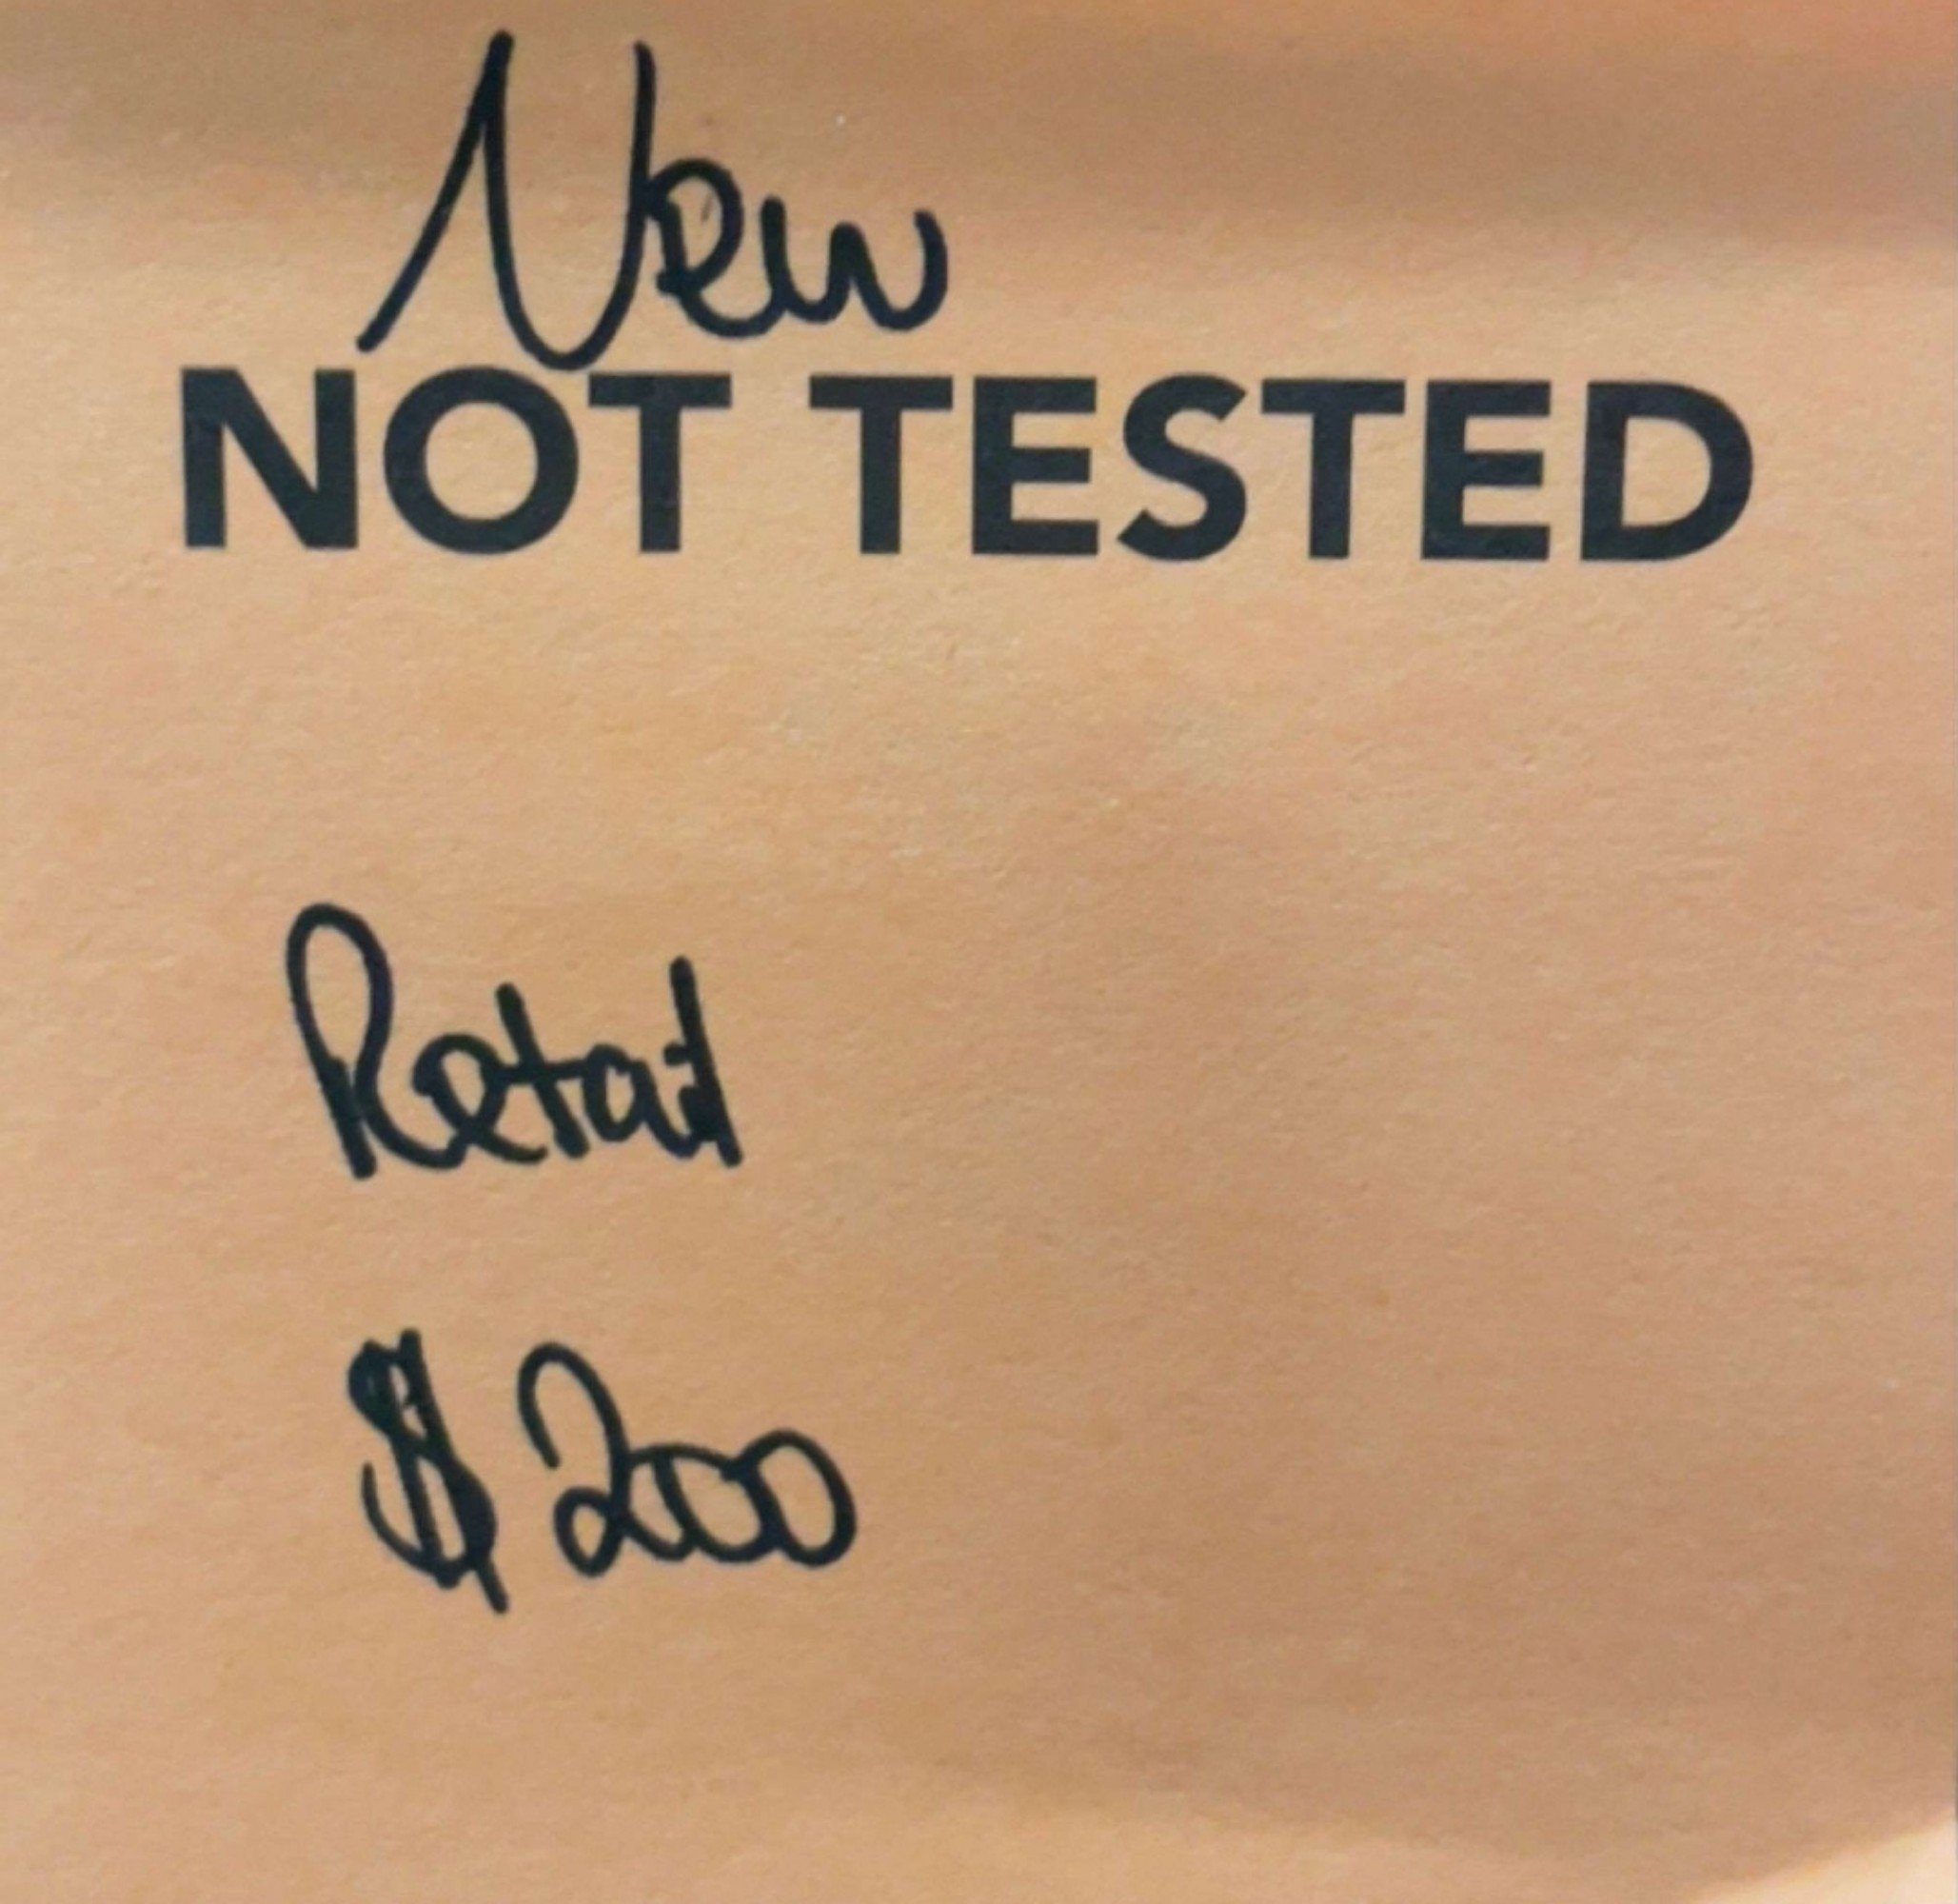 New
NOT TESTED
Retail
$200